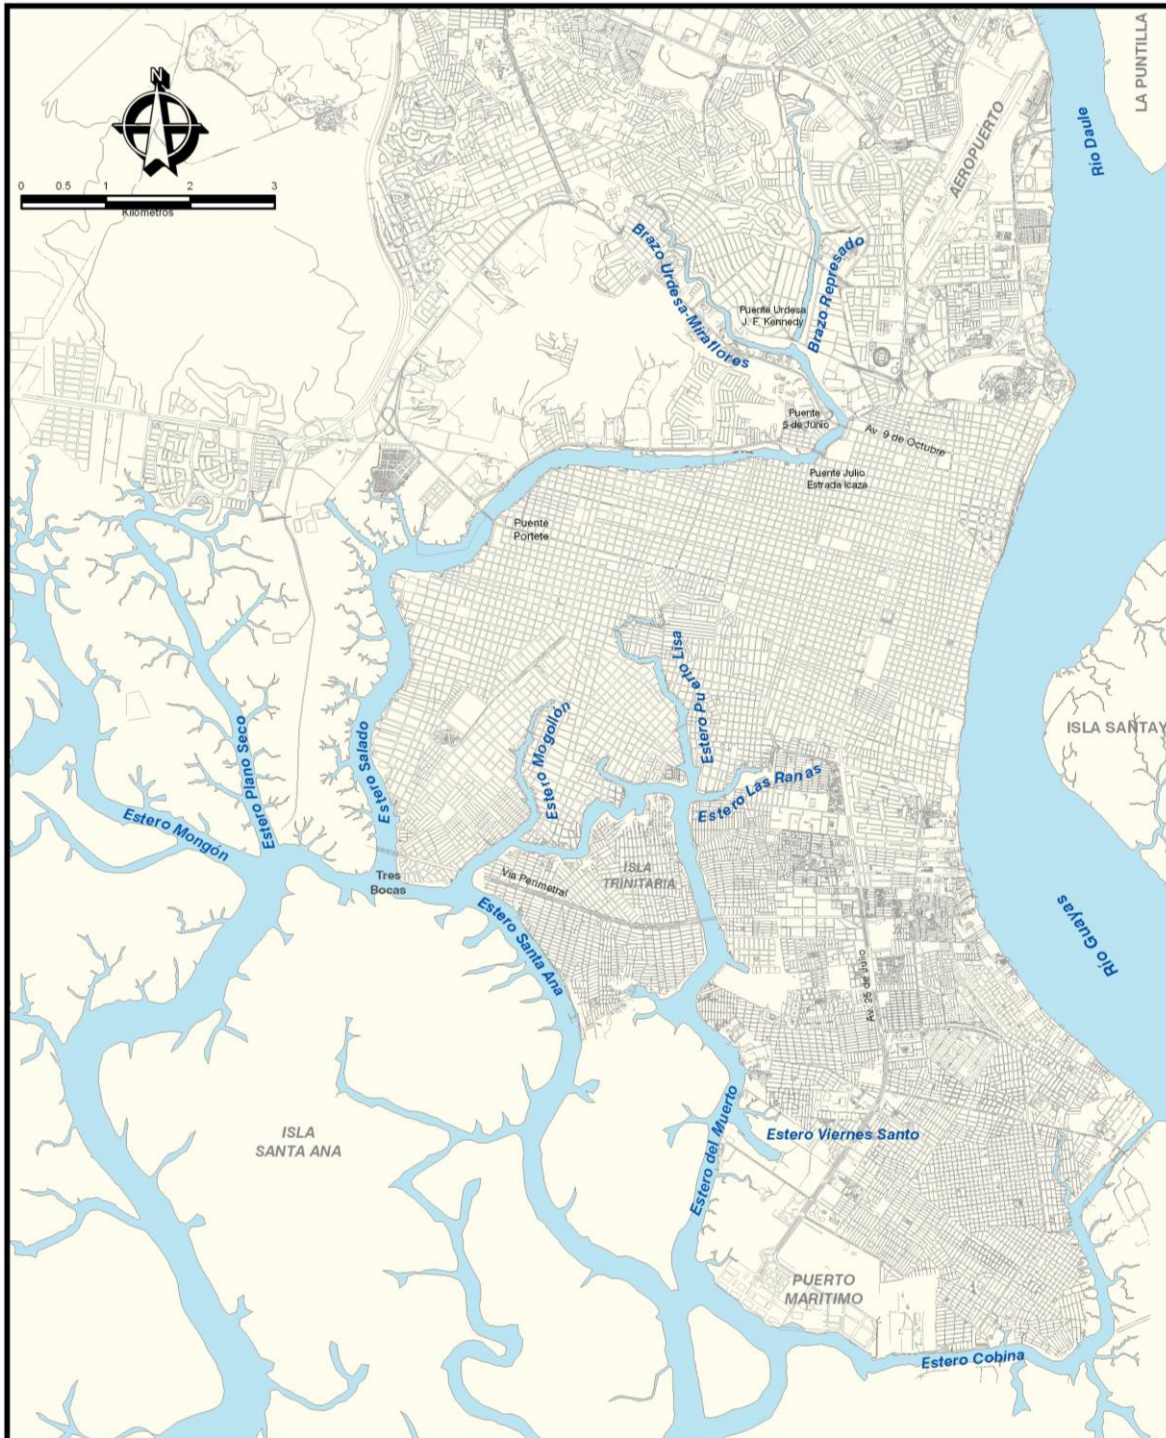 LA PUNTILLA
N
0 0.5 1 2 3
Kilómetros
Río Daule
AEROPUERTO
Brazo Urdesa-Miraflores
Brazo Represado
Puente Urdesa
J. F. Kennedy
Puente
5 de Junio
Av. 9 de Octubre
Puente Julio
Estrada Icaza
Puente
Portete
Estero Puerto Lisa
ISLA SANTAY
Estero Plano Seco
Estero Salado
Estero Mogollón
Estero Las Ranas
Estero Mongón
Tres
Bocas
ISLA
TRINITARIA
Via Perimetral
Estero Santa Ana
Río Guayas
Av. 25 de Julio
ISLA
SANTA ANA
Estero del Muerto
Estero Viernes Santo
PUERTO
MARITIMO
Estero Cobina